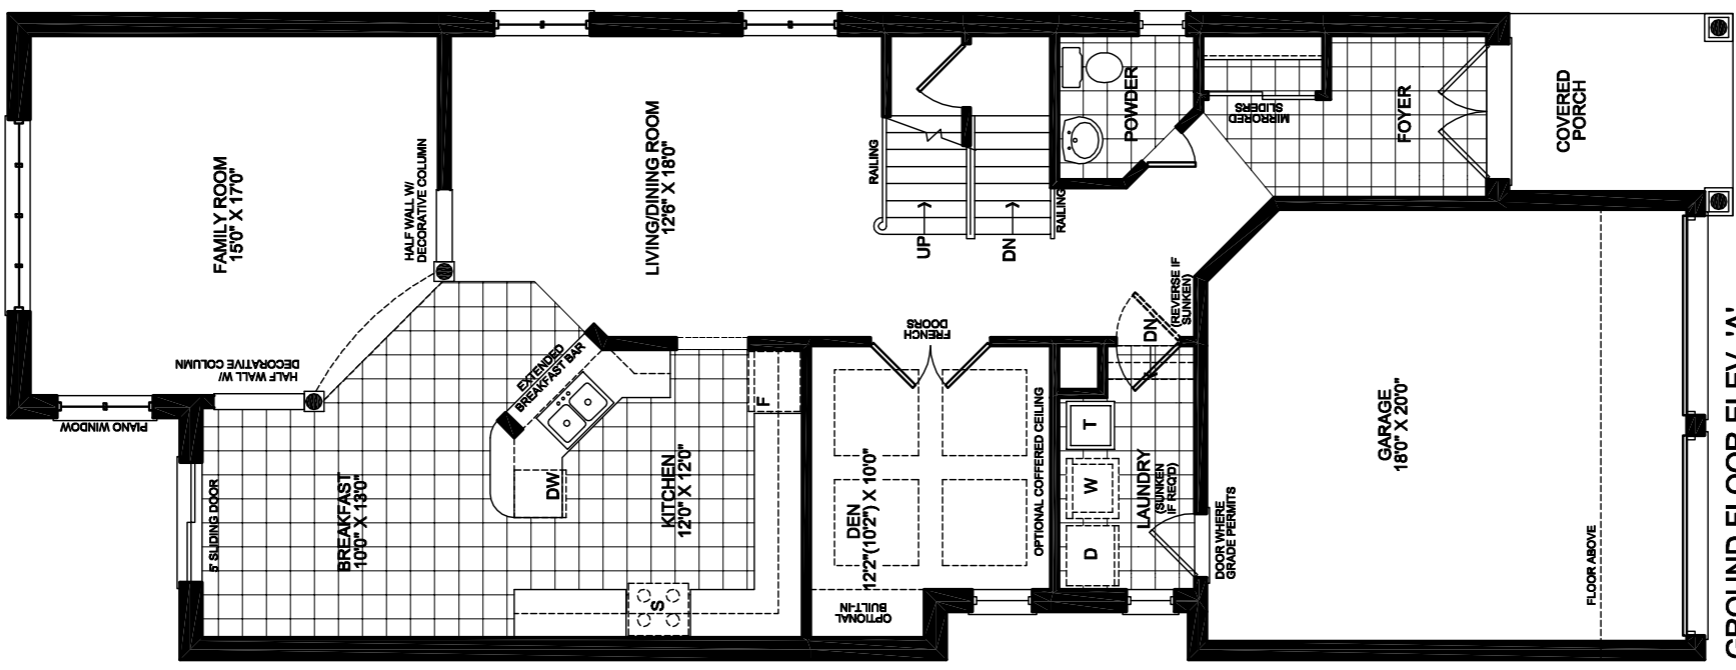 PIANO WINDOW
FAMILY ROOM
15'0" X 17'0"
HALF WALL W/
DECORATIVE COLUMN
HALF WALL W/
DECORATIVE COLUMN
5' SLIDING DOOR
BREAKFAST
10'0" X 13'0"
EXTENDED
BREAKFAST BAR
DW
KITCHEN
12'0" X 12'0"
S
F
LIVING/DINING ROOM
12'6" X 18'0"
RAILING
UP
DN
RAILING
FRENCH
DOORS
OPTIONAL
BUILT-IN
DEN
12'2"(10'2") X 10'0"
OPTIONAL COFFERED CEILING
POWDER
MIRRORED
SLIDERS
FOYER
COVERED
PORCH
DN
(REVERSE IF
SUNKEN)
T
W
D
LAUNDRY
(SUNKEN
IF REQ'D)
DOOR WHERE
GRADE PERMITS
GARAGE
18'0" X 20'0"
FLOOR ABOVE
GROUND FLOOR ELEV. 'A'